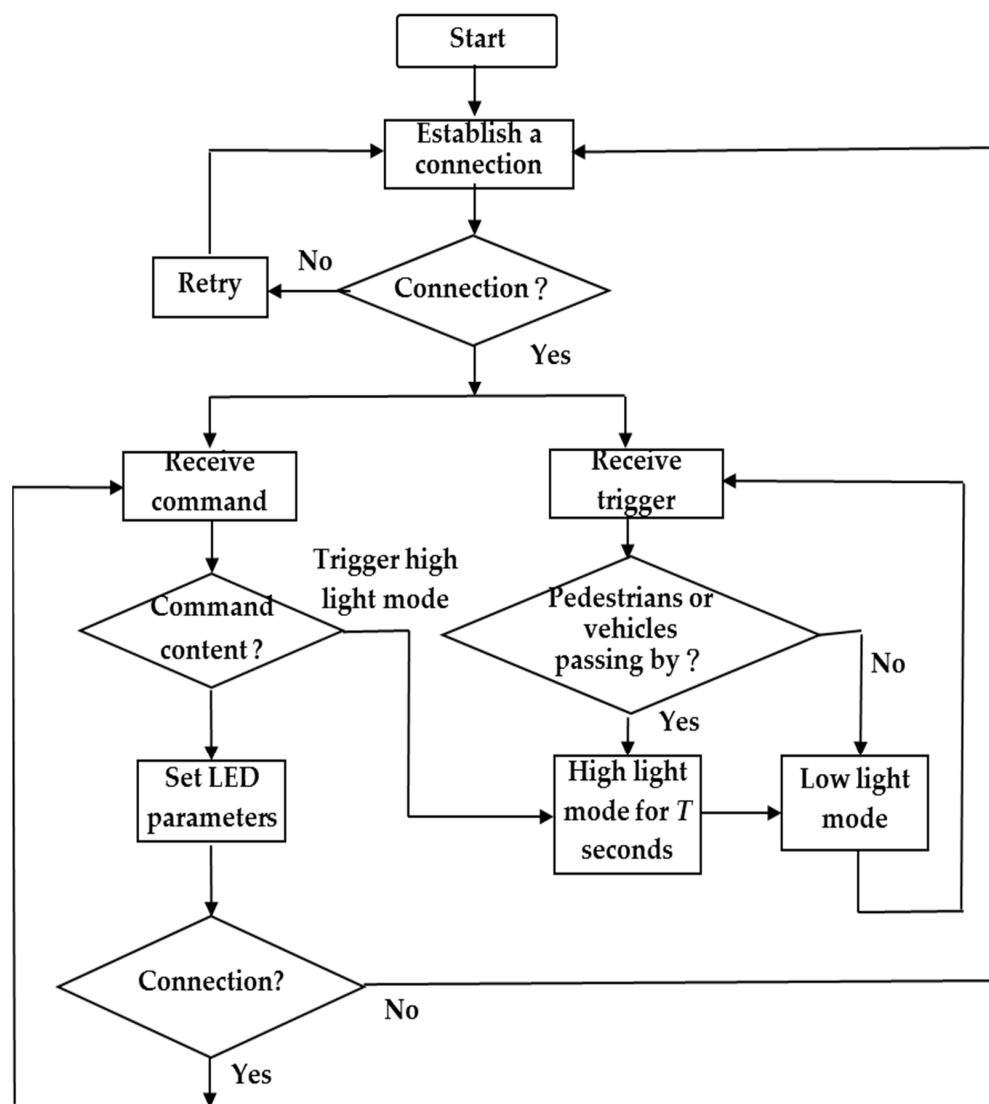 Start
Establish a
connection
No
Retry
Connection ?
Yes
Receive
command
Receive
trigger
Trigger high
light mode
Command
content ?
Pedestrians or
vehicles
passing by ?
No
Yes
Set LED
parameters
High light
mode for T
seconds
Low light
mode
Connection?
No
Yes